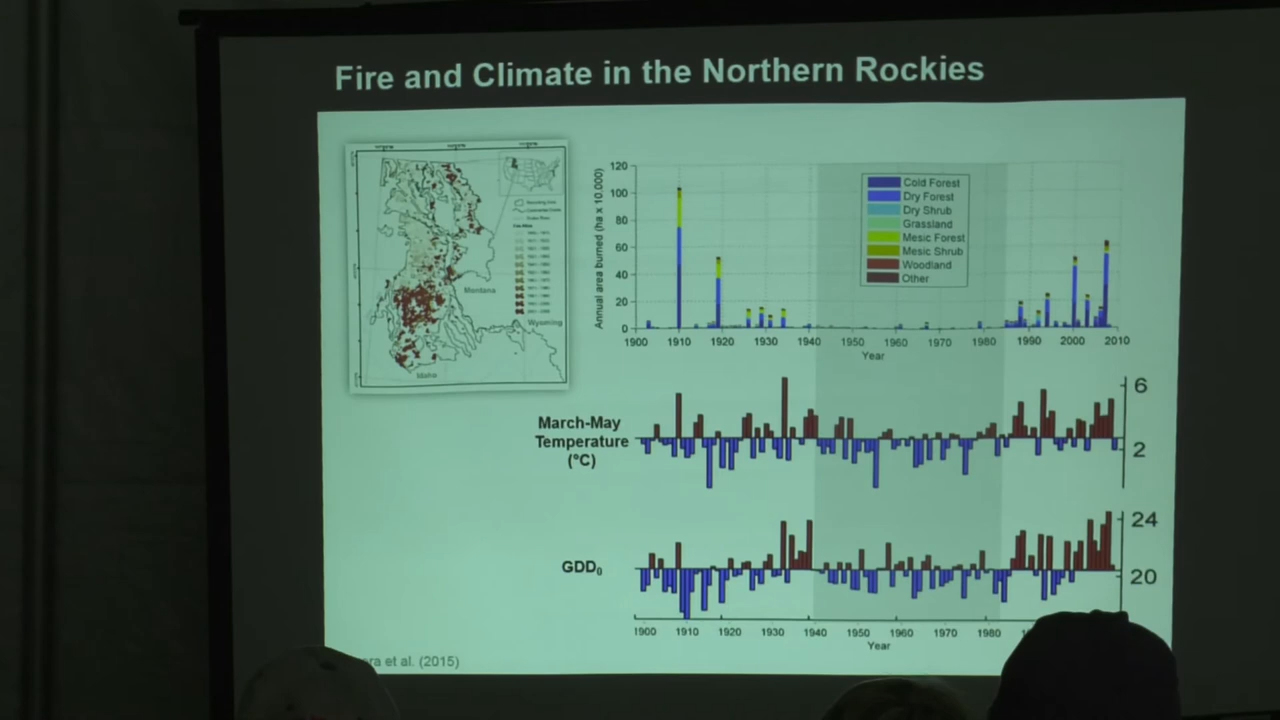 Fire and Climate in the Northern Rockies
Montana
Wyoming
Idaho
Annual area burned (ha x 10,000)
120
100
80
60
40
20
0
Cold Forest
Dry Forest
Dry Shrub
Grassland
Mesic Forest
Mesic Shrub
Woodland
Other
1900 1910 1920 1930 1940 1950 1960 1970 1980 1990 2000 2010
Year
March-May
Temperature
(°C)
6
2
GDD0
24
20
1900 1910 1920 1930 1940 1950 1960 1970 1980
Year
et al. (2015)